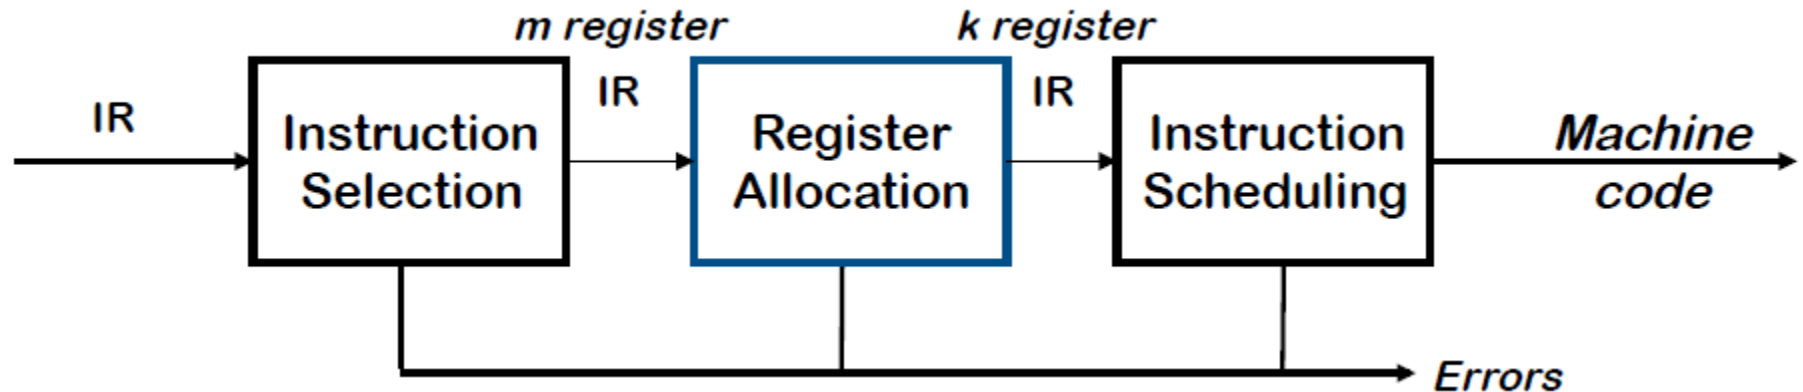 m register
k register
IR
IR
IR
Instruction
Selection
Register
Allocation
Instruction
Scheduling
Machine
code
Errors